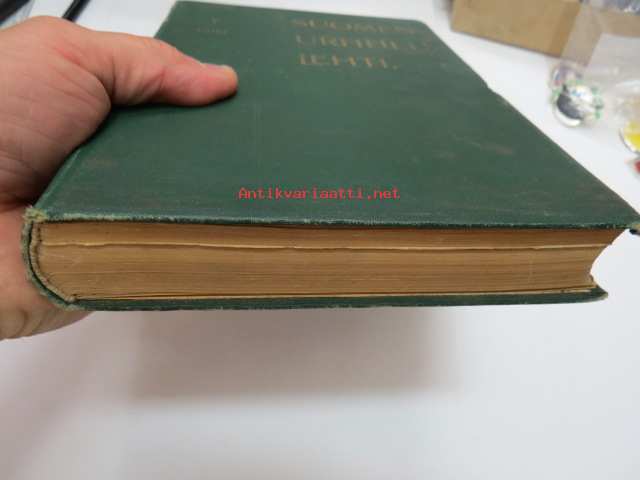 SUOMEN
URHEILU
LEHTI.
Antikvariaatti.net